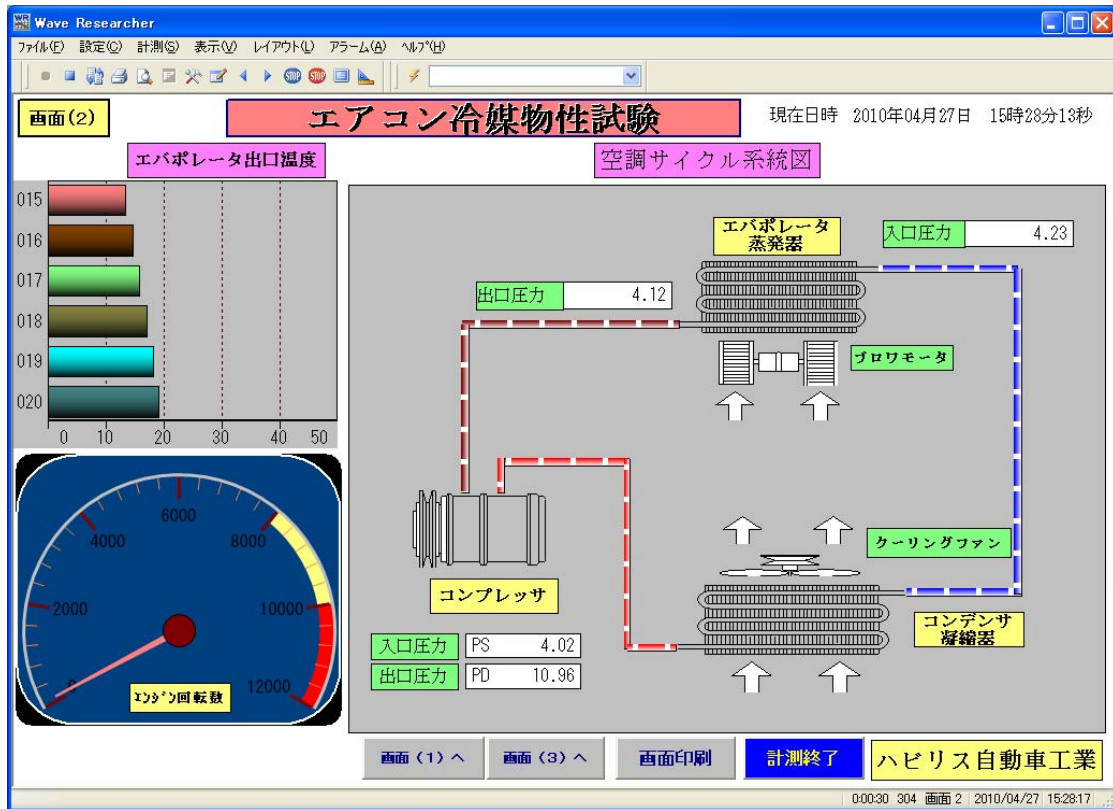 Wave Researcher
ファイル(F) 設定(C) 計測(S) 表示(V) レイアウト(L) アラーム(A) ヘルプ(H)
STOP STOP
画面(2)
エアコン冷媒物性試験
現在日時 2010年04月27日 15時28分13秒
エバポレータ出口温度
空調サイクル系統図
015
016
017
018
019
020
0 10 20 30 40 50
エバポレータ
蒸発器
入口圧力 4.23
出口圧力 4.12
ブロワモータ
クーリングファン
コンプレッサ
コンデンサ
凝縮器
入口圧力 PS 4.02
出口圧力 PD 10.96
0
2000
4000
6000
8000
10000
12000
エンジン回転数
画面(1)へ
画面(3)へ
画面印刷
計測終了
ハビリス自動車工業
0:00:30 304 画面 2 2010/04/27 15:28:17